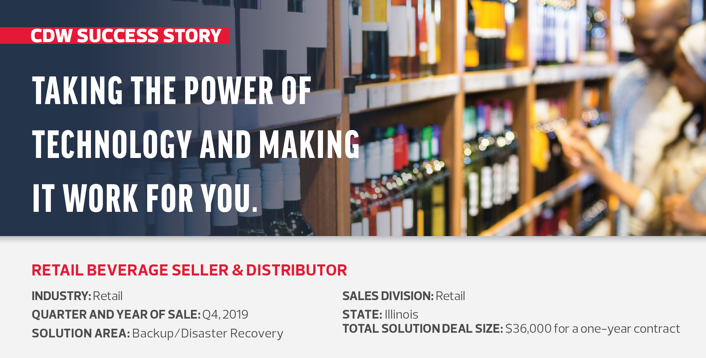 CDW SUCCESS STORY
TAKING THE POWER OF
TECHNOLOGY AND MAKING
IT WORK FOR YOU.
RETAIL BEVERAGE SELLER & DISTRIBUTOR
INDUSTRY: Retail
QUARTER AND YEAR OF SALE: Q4, 2019
SOLUTION AREA: Backup/Disaster Recovery
SALES DIVISION: Retail
STATE: Illinois
TOTAL SOLUTION DEAL SIZE: $36,000 for a one-year contract